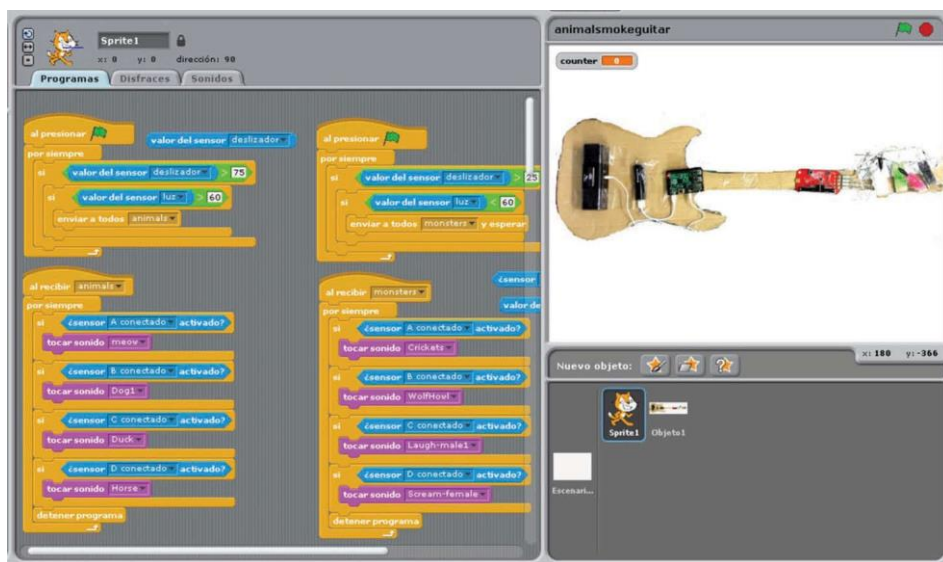 Sprite1
x: 0 y: 0 dirección: 90
Programas Disfraces Sonidos
al presionar
valor del sensor deslizador
por siempre
si valor del sensor deslizador > 75
si valor del sensor luz > 60
enviar a todos animals
al recibir animals
por siempre
si ¿sensor A conectado activado?
tocar sonido meow
si ¿sensor B conectado activado?
tocar sonido Dog1
si ¿sensor C conectado activado?
tocar sonido Duck
si ¿sensor D conectado activado?
tocar sonido Horse
detener programa
al presionar
por siempre
si valor del sensor deslizador > 25
si valor del sensor luz < 60
enviar a todos monsters y esperar
¿sensor
valor de
al recibir monsters
por siempre
si ¿sensor A conectado activado?
tocar sonido Crickets
si ¿sensor B conectado activado?
tocar sonido WolfHowl
si ¿sensor C conectado activado?
tocar sonido Laugh-male1
si ¿sensor D conectado activado?
tocar sonido Scream-female
detener programa
animalsmokeguitar
counter 0
x: 180 y: -366
Nuevo objeto:
Sprite1 Objeto1
Escenari...